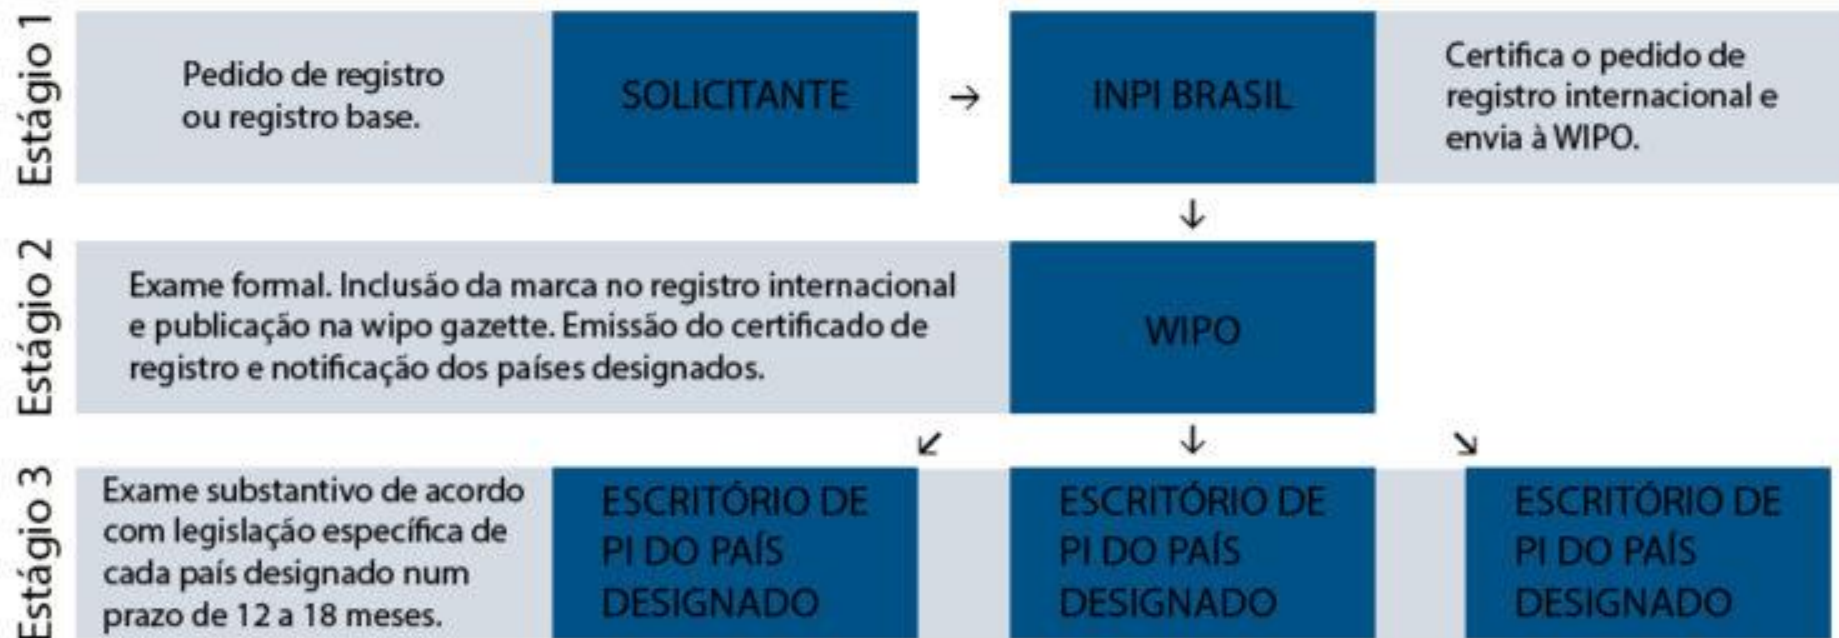 Estágio 1
Pedido de registro
ou registro base.
SOLICITANTE
→
INPI BRASIL
Certifica o pedido de
registro internacional e
envia à WIPO.
↓
Estágio 2
Exame formal. Inclusão da marca no registro internacional
e publicação na wipo gazette. Emissão do certificado de
registro e notificação dos países designados.
WIPO
↙ ↓ ↘
Estágio 3
Exame substantivo de acordo
com legislação específica de
cada país designado num
prazo de 12 a 18 meses.
ESCRITÓRIO DE
PI DO PAÍS
DESIGNADO
ESCRITÓRIO DE
PI DO PAÍS
DESIGNADO
ESCRITÓRIO DE
PI DO PAÍS
DESIGNADO